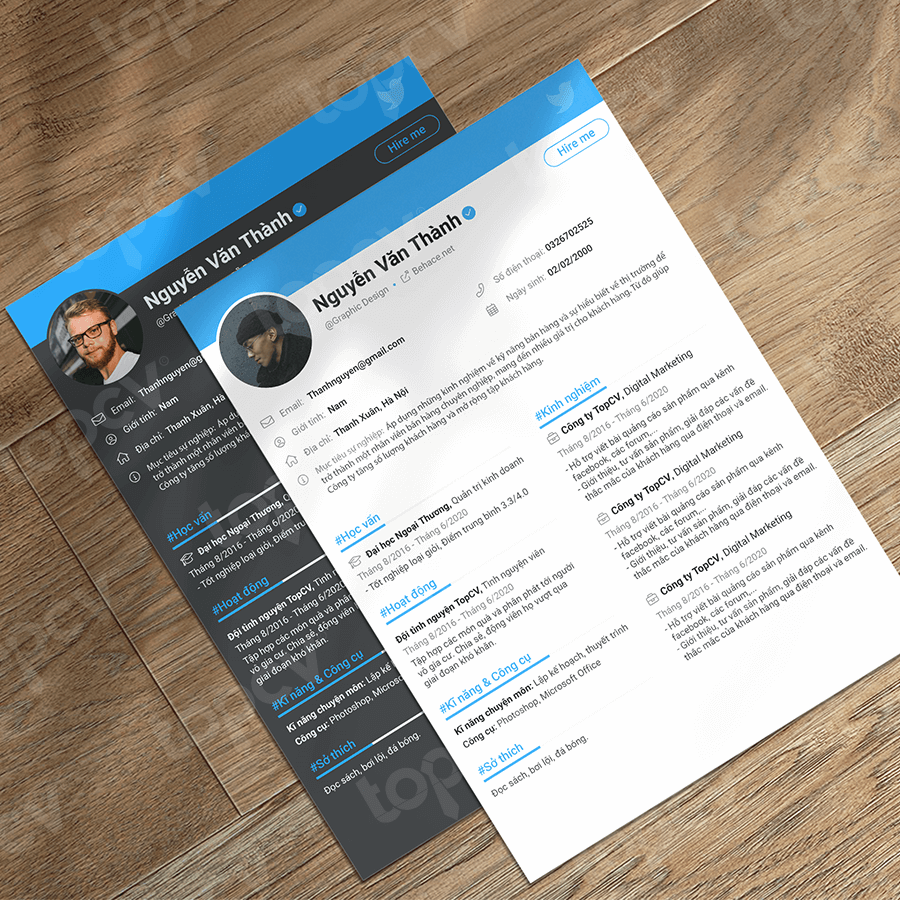 Hire me
Nguyễn Văn Thành
Email: Thanhnguyen@g
Giới tính: Nam
Địa chỉ: Thanh Xuân, Hà
Mục tiêu sự nghiệp: Áp dụng
trở thành một nhân viên bán
Công ty tăng số lượng khách
#Học vấn
Đại học Ngoại Thương,
Tháng 8/2016 - Tháng 6/2020
- Tốt nghiệp loại giỏi, Điểm
#Hoạt động
Đội tình nguyện TopCV, Tình
Tháng 8/2016 - Tháng 6/2020
Tập hợp các món quà và phân
vô gia cư. Chia sẻ, động viên
giai đoạn khó khăn.
#Kĩ năng & Công cụ
Kĩ năng chuyện môn: Lập kế
Công cụ: Photoshop, Microso
#Sở thích
Đọc sách, bơi lội, đá bóng.
Hire me
Nguyễn Văn Thành
@Graphic Design • Behace.net
Số điện thoại: 0326702525
Ngày sinh: 02/02/2000
Email: Thanhnguyen@gmail.com
Giới tính: Nam
Địa chỉ: Thanh Xuân, Hà Nội
Mục tiêu sự nghiệp: Áp dụng những kinh nghiệm về kỹ năng bán hàng và sự hiểu biết về thị trường để
trở thành một nhân viên bán hàng chuyên nghiệp, mang đến nhiều giá trị cho khách hàng. Từ đó giúp
Công ty tăng số lượng khách hàng và mở rộng tập khách hàng.
#Học vấn
Đại học Ngoại Thương, Quản trị kinh doanh
Tháng 8/2016 - Tháng 6/2020
- Tốt nghiệp loại giỏi, Điểm trung bình 3.3/4.0
#Hoạt động
Đội tình nguyện TopCV, Tình nguyện viên
Tháng 8/2016 - Tháng 6/2020
Tập hợp các món quà và phân phát tới người
vô gia cư. Chia sẻ, động viên họ vượt qua
giai đoạn khó khăn.
#Kĩ năng & Công cụ
Kĩ năng chuyện môn: Lập kế hoạch, thuyết trình
Công cụ: Photoshop, Microsoft Office
#Sở thích
Đọc sách, bơi lội, đá bóng.
#Kinh nghiệm
Công ty TopCV, Digital Marketing
Tháng 8/2016 - Tháng 6/2020
- Hỗ trợ viết bài quảng cáo sản phẩm qua kênh
facebook, các forum,...
- Giới thiệu, tư vấn sản phẩm, giải đáp các vấn đề
thắc mắc của khách hàng qua điện thoại và email.
Công ty TopCV, Digital Marketing
Tháng 8/2016 - Tháng 6/2020
- Hỗ trợ viết bài quảng cáo sản phẩm qua kênh
facebook, các forum,...
- Giới thiệu, tư vấn sản phẩm, giải đáp các vấn đề
thắc mắc của khách hàng qua điện thoại và email.
Công ty TopCV, Digital Marketing
Tháng 8/2016 - Tháng 6/2020
- Hỗ trợ viết bài quảng cáo sản phẩm qua kênh
facebook, các forum,...
- Giới thiệu, tư vấn sản phẩm, giải đáp các vấn đề
thắc mắc của khách hàng qua điện thoại và email.
topcv